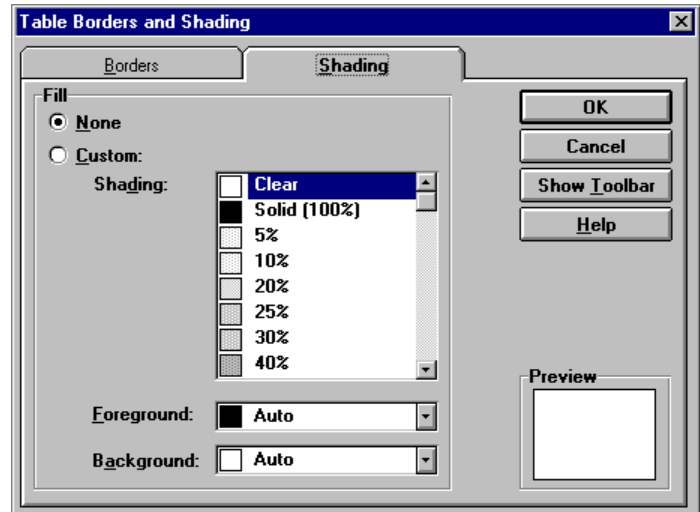 Table Borders and Shading
Borders
Shading
Fill
None
Custom:
Shading:
Clear
Solid (100%)
5%
10%
20%
25%
30%
40%
Foreground:
Auto
Background:
Auto
OK
Cancel
Show Toolbar
Help
Preview